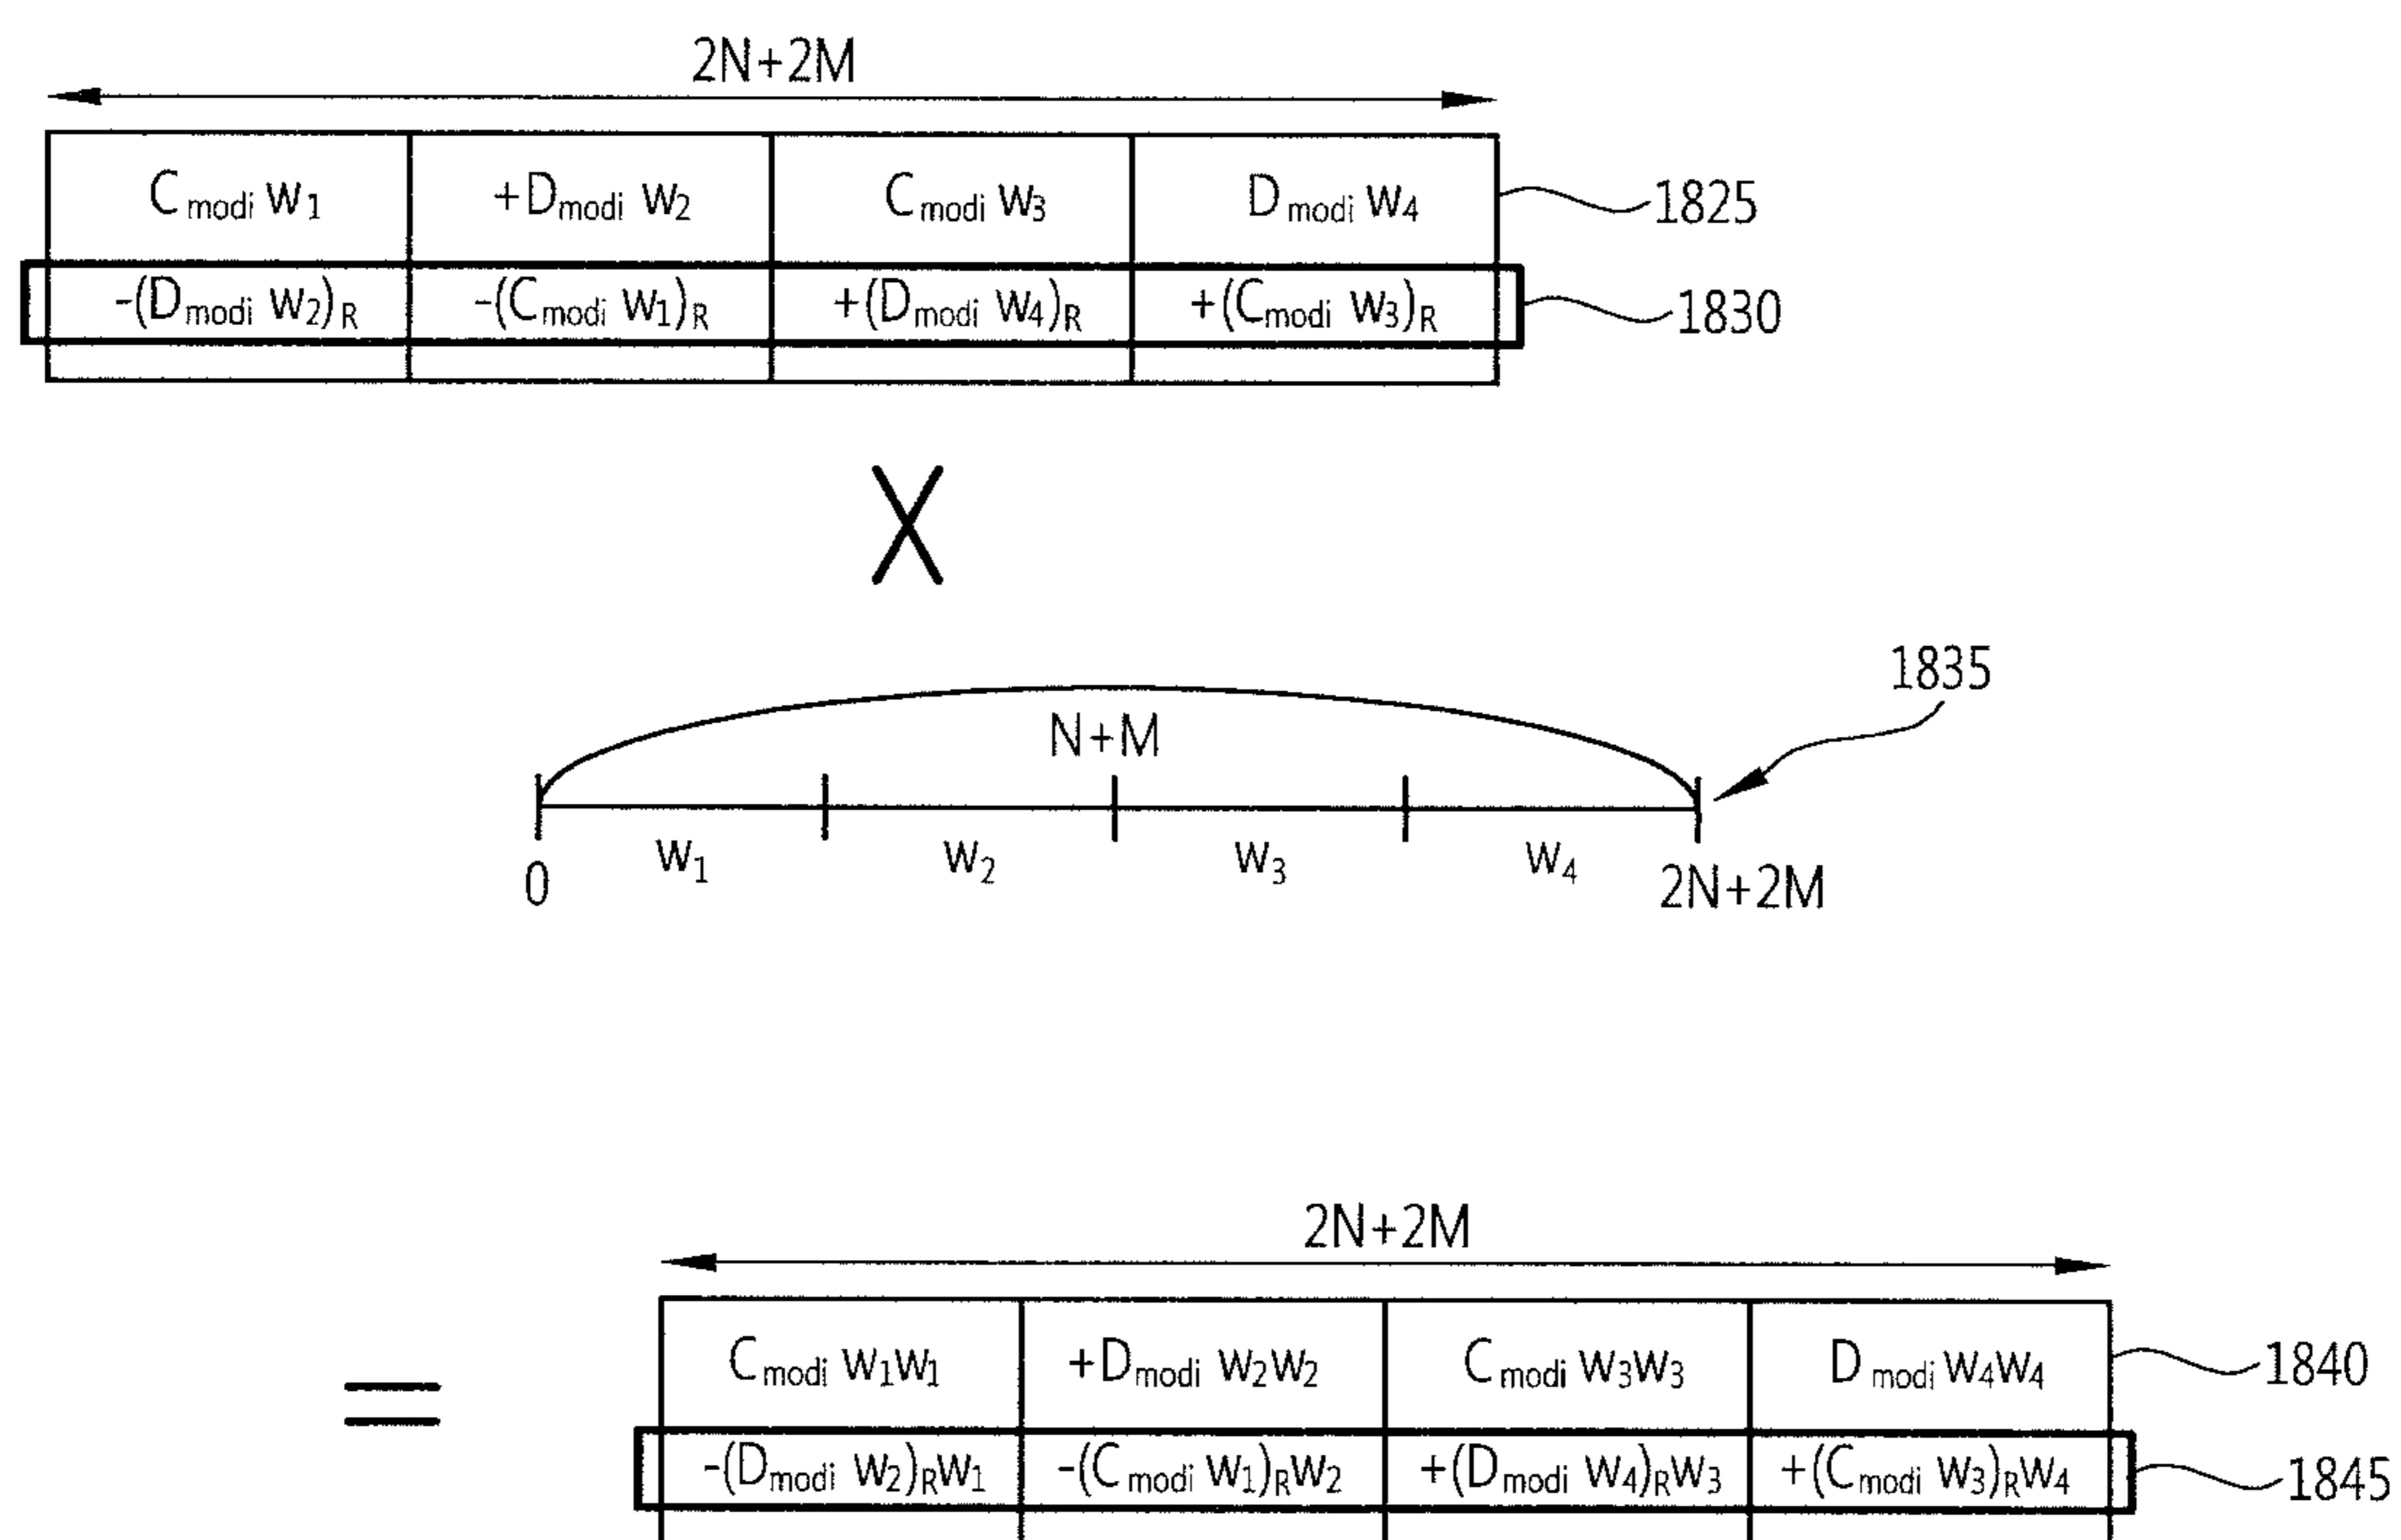 2N+2M
C modi w1 +Dmodi w2 C modi w3 D modi w4 1825
-(Dmodi w2)R -(Cmodi w1)R +(Dmodi w4)R +(Cmodi w3)R 1830
X
1835
N+M
w1 w2 w3 w4
0 2N+2M
2N+2M
= Cmodi w1w1 +Dmodi w2w2 C modi w3w3 D modi w4w4 1840
-(Dmodi w2)Rw1 -(C modi w1)Rw2 +(Dmodi w4)Rw3 +(Cmodi w3)Rw4 1845